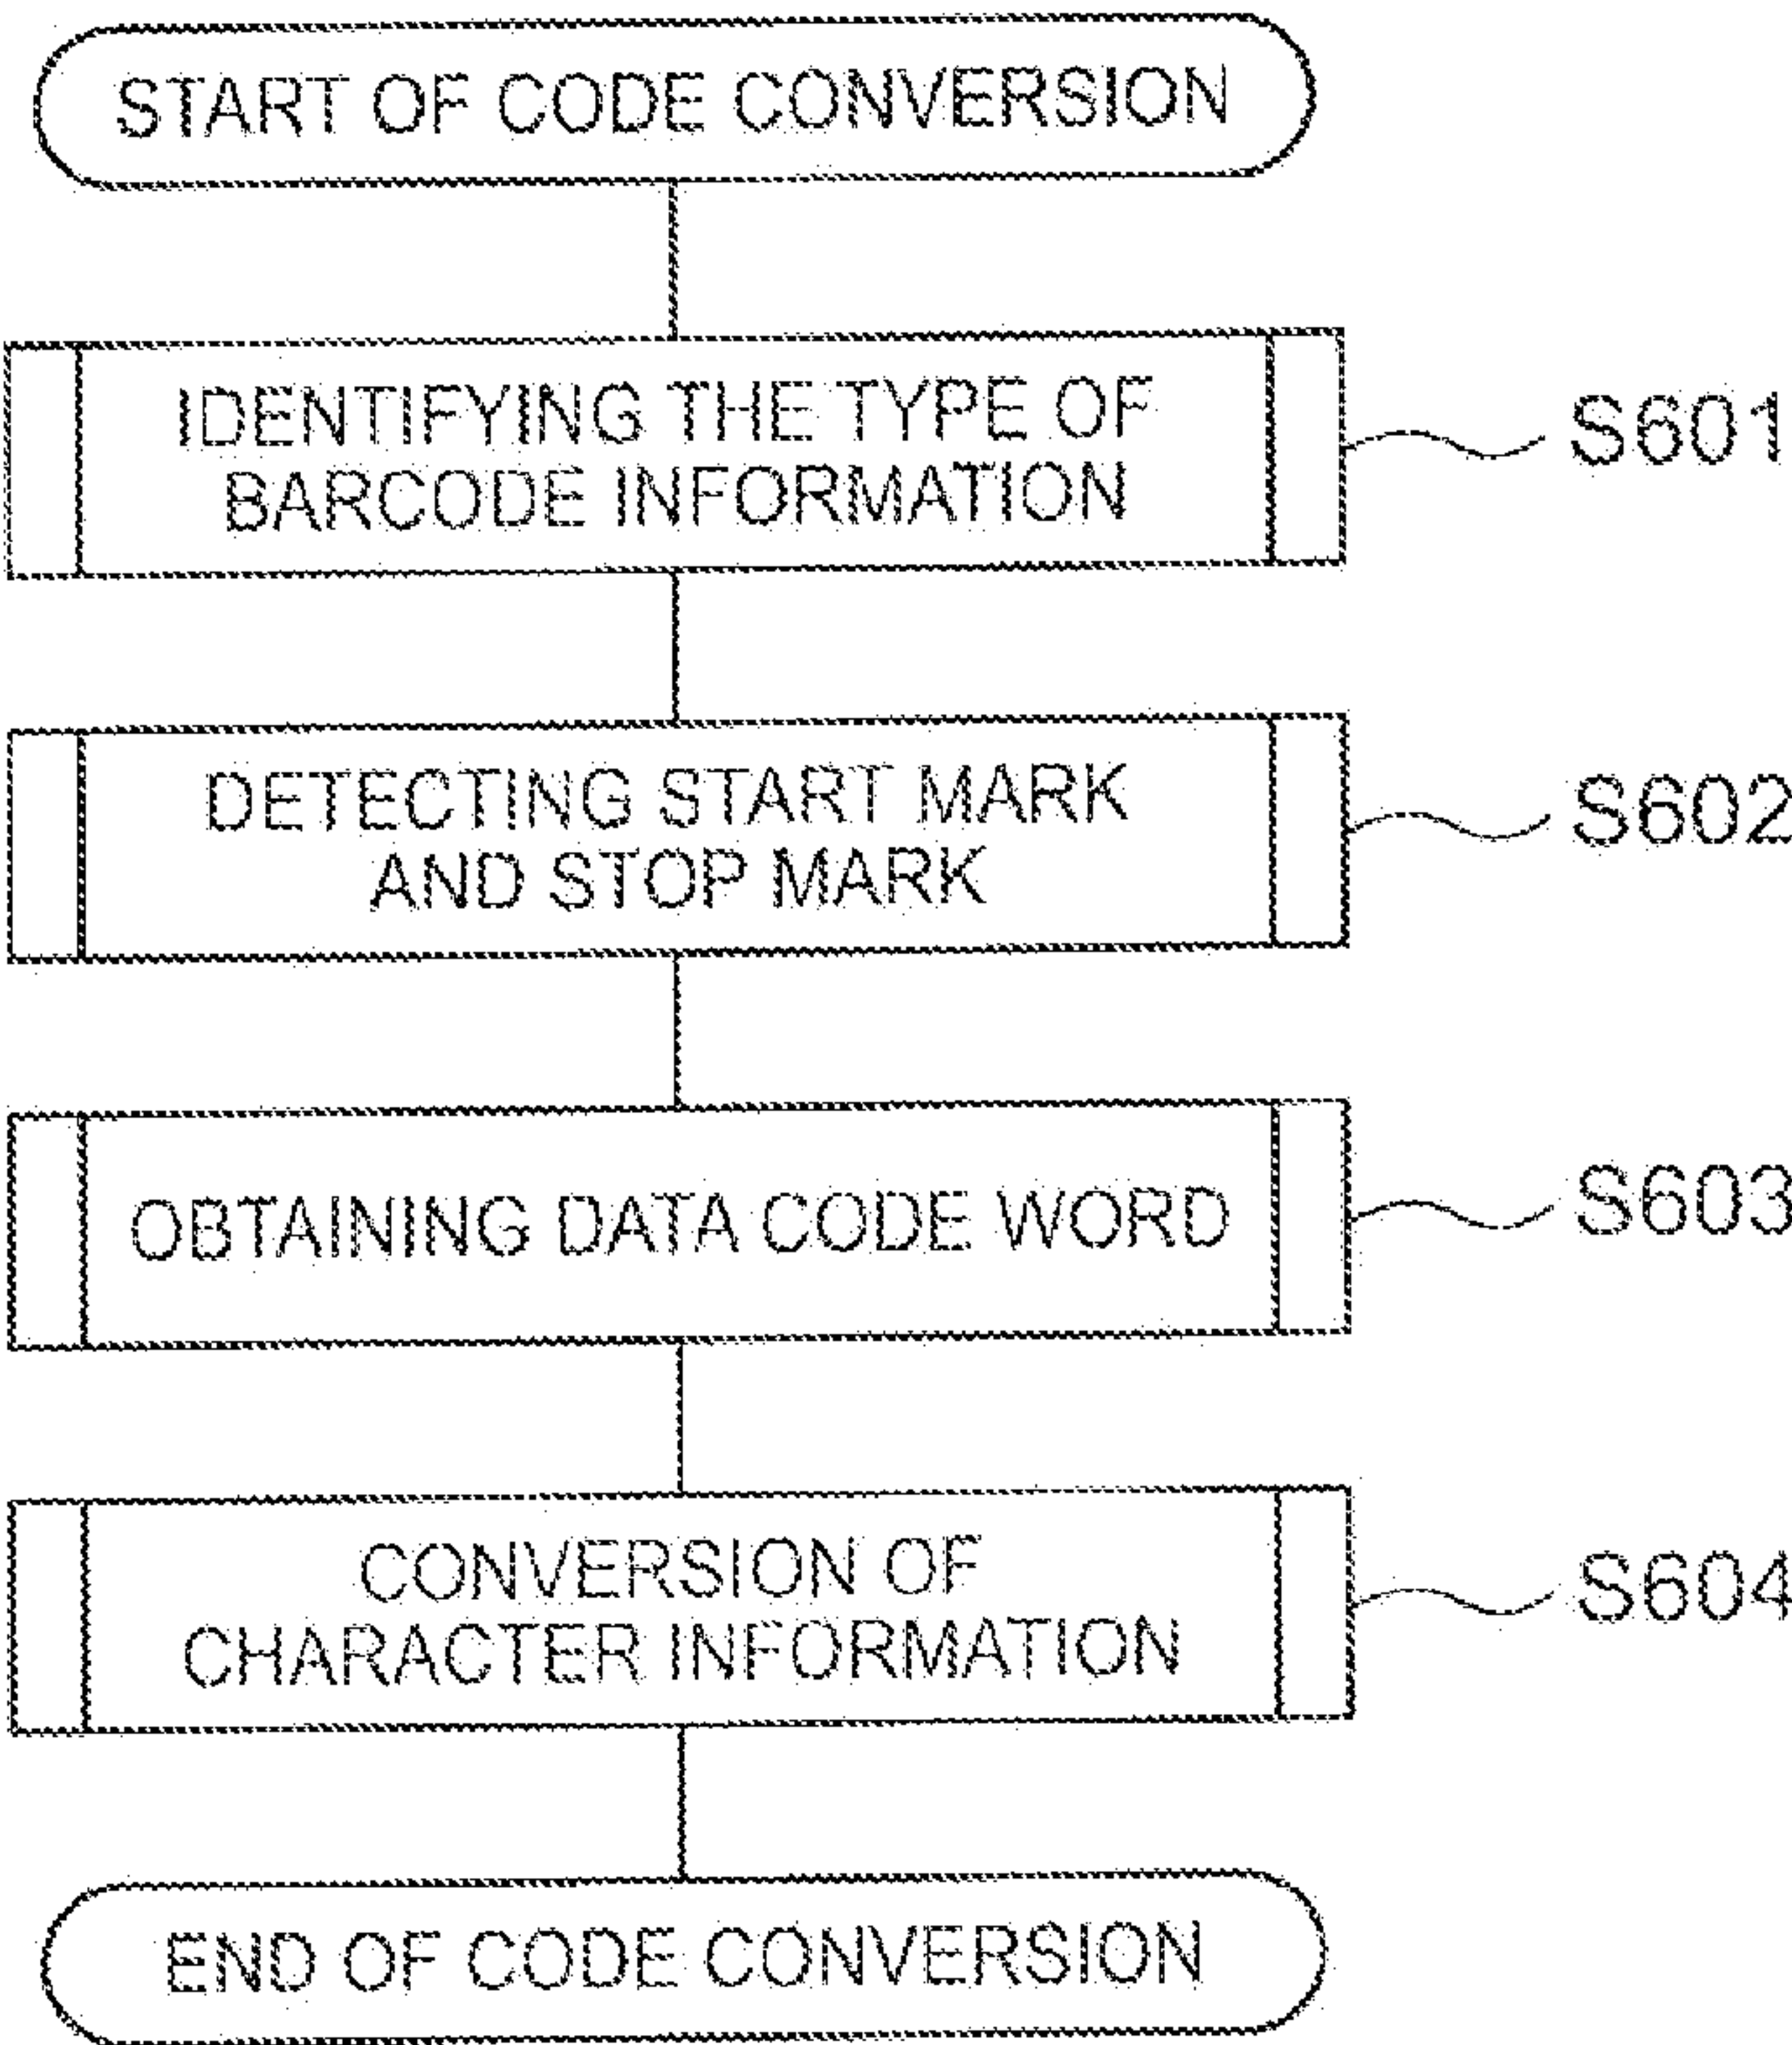 START OF CODE CONVERSION
IDENTIFYING THE TYPE OF
BARCODE INFORMATION
S601
DETECTING START MARK
AND STOP MARK
S602
OBTAINING DATA CODE WORD
S603
CONVERSION OF
CHARACTER INFORMATION
S604
END OF CODE CONVERSION